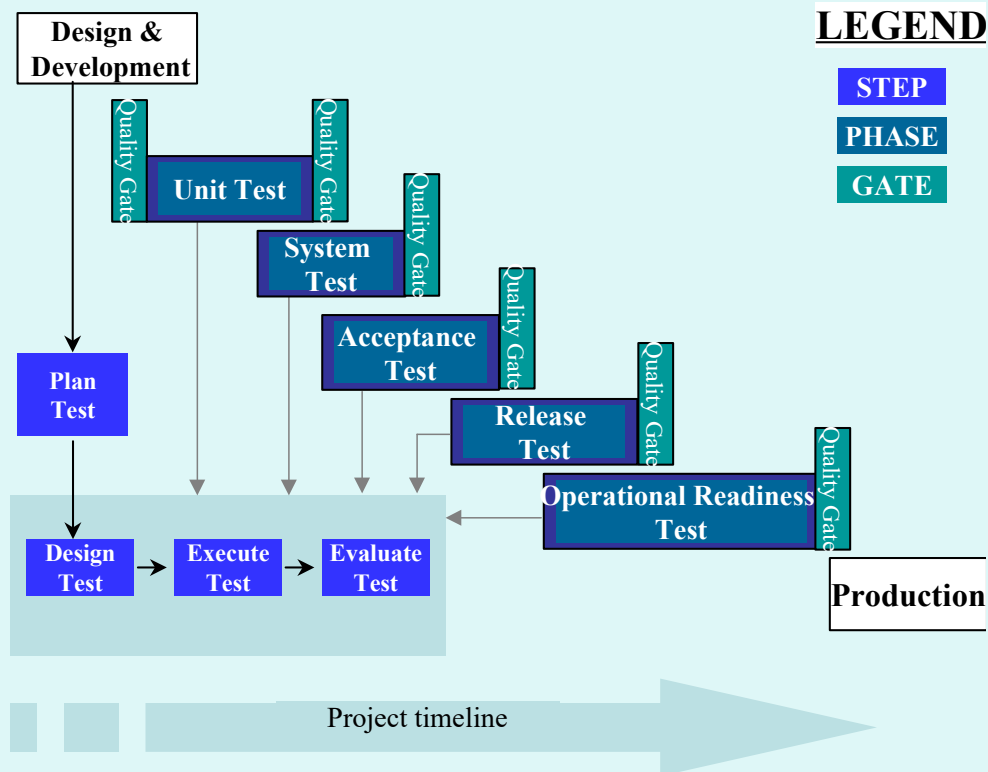 Design &
Development
LEGEND
STEP
PHASE
GATE
Quality Gate
Unit Test
Quality Gate
System
Test
Quality Gate
Acceptance
Test
Quality Gate
Release
Test
Quality Gate
Operational Readiness
Test
Quality Gate
Plan
Test
Design
Test
Execute
Test
Evaluate
Test
Production
Project timeline